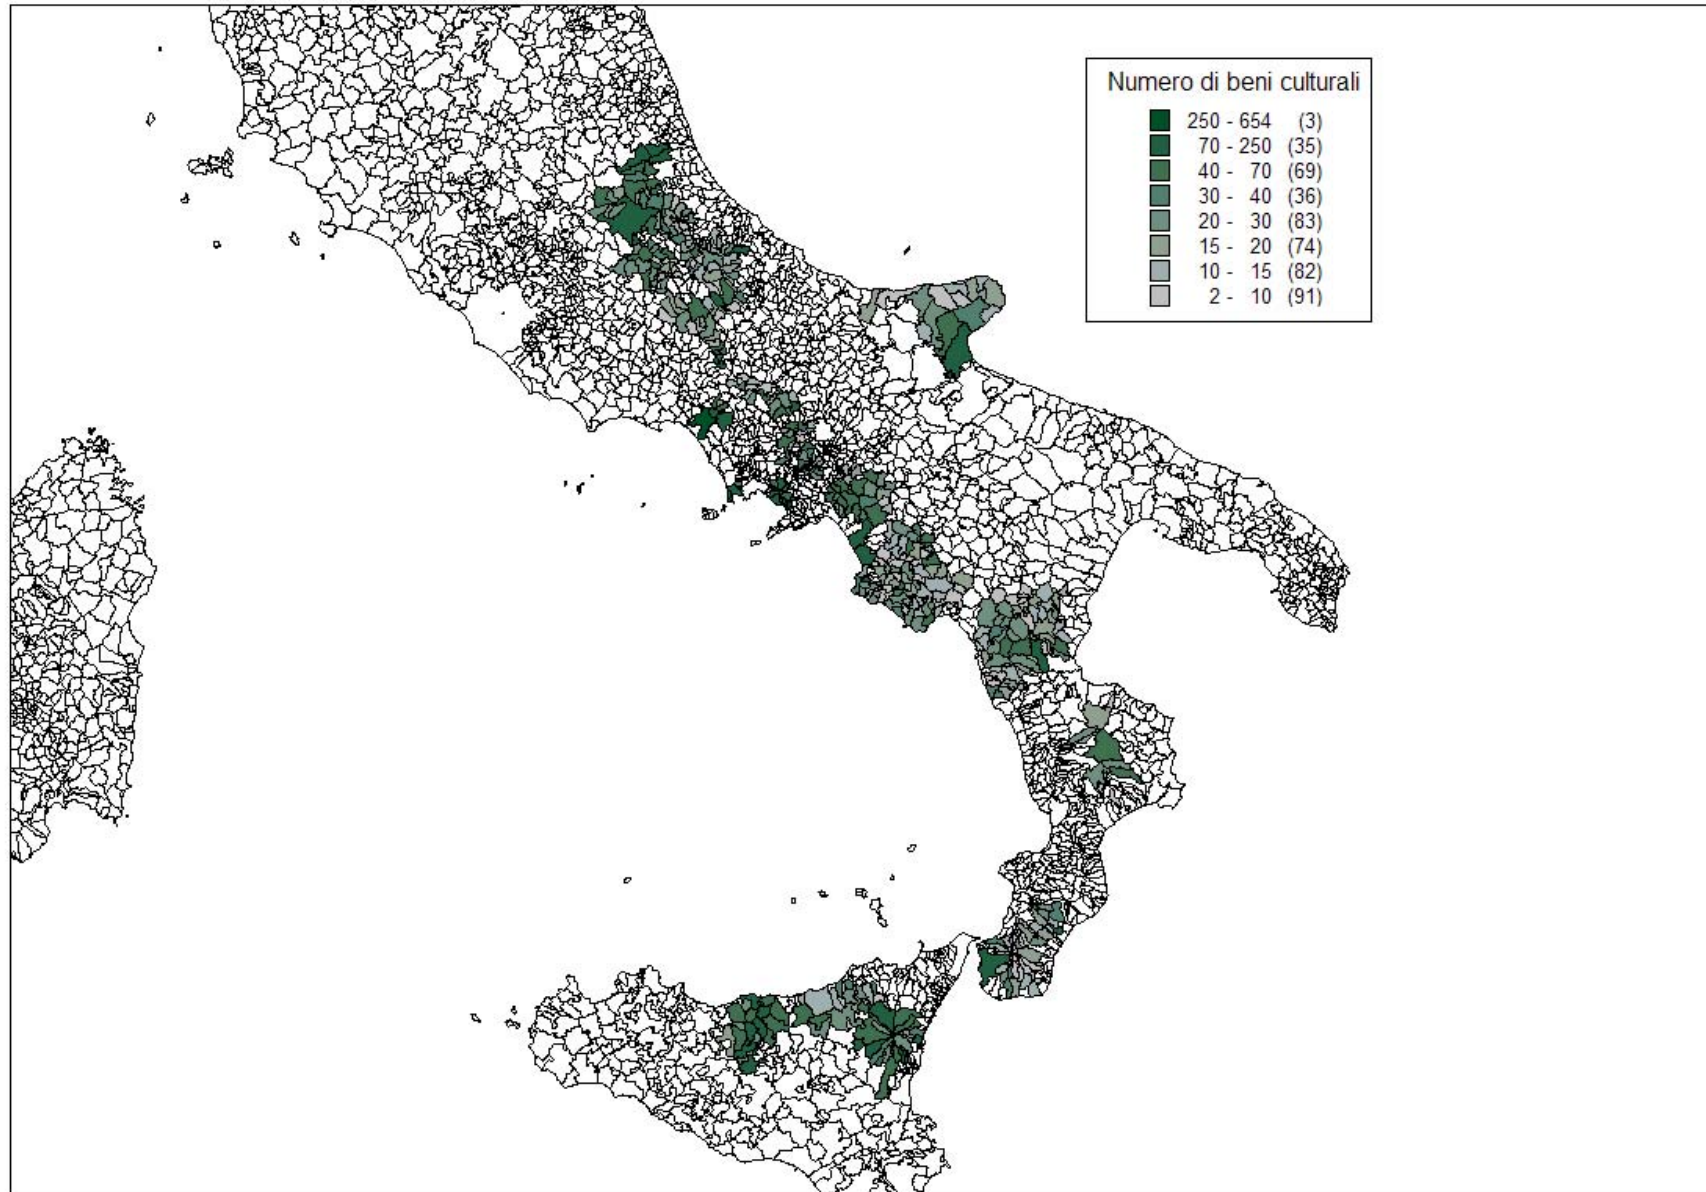 Numero di beni culturali
250 - 654 (3)
70 - 250 (35)
40 - 70 (69)
30 - 40 (36)
20 - 30 (83)
15 - 20 (74)
10 - 15 (82)
2 - 10 (91)